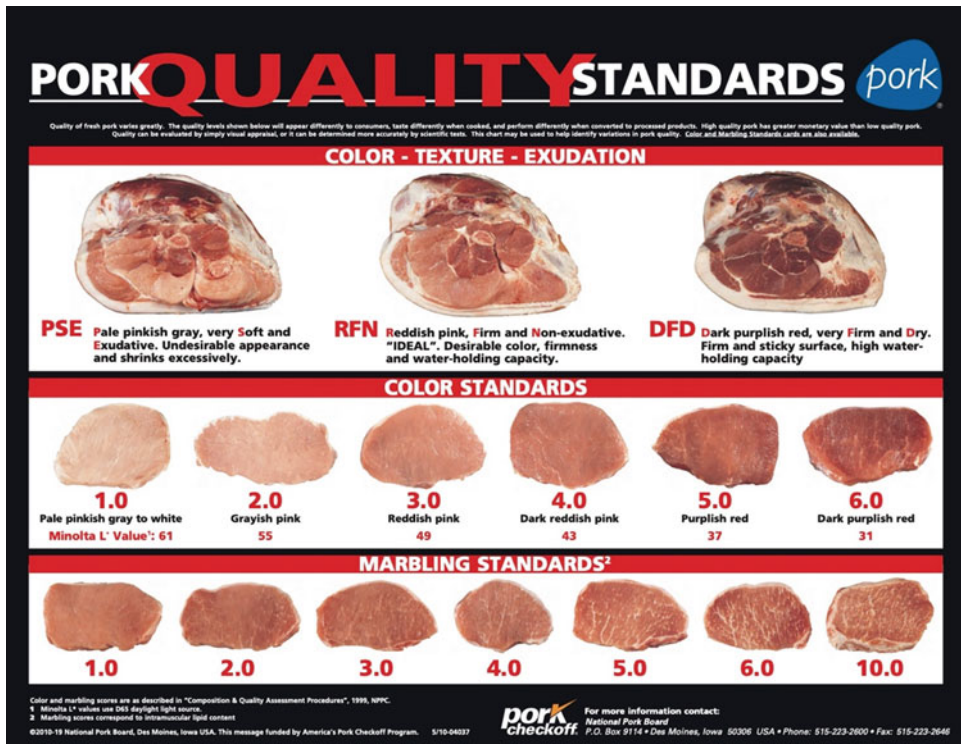 PORK QUALITY STANDARDS
pork
Quality of fresh pork varies greatly. The quality levels shown below will appear differently to consumers, taste differently when cooked, and perform differently when converted to processed products. High quality pork has greater monetary value than low quality pork.
Quality can be evaluated by simply visual appraisal, or it can be determined more accurately by scientific tests. This chart may be used to help identify variations in pork quality. Color and Marbling Standards cards are also available.
COLOR - TEXTURE - EXUDATION
PSE
Pale pinkish gray, very Soft and
Exudative. Undesirable appearance
and shrinks excessively.
RFN
Reddish pink, Firm and Non-exudative.
"IDEAL". Desirable color, firmness
and water-holding capacity.
DFD
Dark purplish red, very Firm and Dry.
Firm and sticky surface, high water-
holding capacity
COLOR STANDARDS
1.0 2.0 3.0 4.0 5.0 6.0
Pale pinkish gray to white Grayish pink Reddish pink Dark reddish pink Purplish red Dark purplish red
Minolta L* Value¹: 61 55 49 43 37 31
MARBLING STANDARDS²
1.0 2.0 3.0 4.0 5.0 6.0 10.0
Color and marbling scores are as described in "Composition & Quality Assessment Procedures", 1999, NPPC.
1 Minolta L* values use D65 daylight light source.
2 Marbling scores correspond to intramuscular lipid content
©2010-19 National Pork Board, Des Moines, Iowa USA. This message funded by America's Pork Checkoff Program. 5/10-04037
pork
checkoff.
For more information contact:
National Pork Board
P.O. Box 9114 • Des Moines, Iowa 50306 USA • Phone: 515-223-2600 • Fax: 515-223-2646